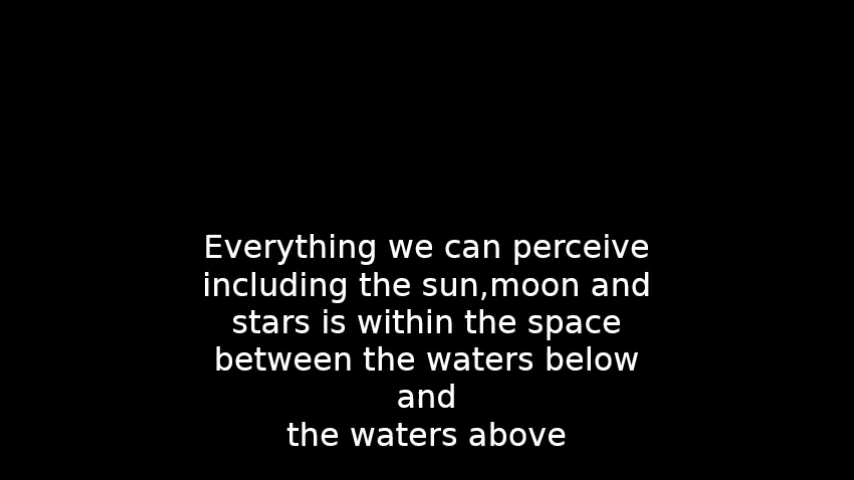 Everything we can perceive
including the sun,moon and
stars is within the space
between the waters below
and
the waters above